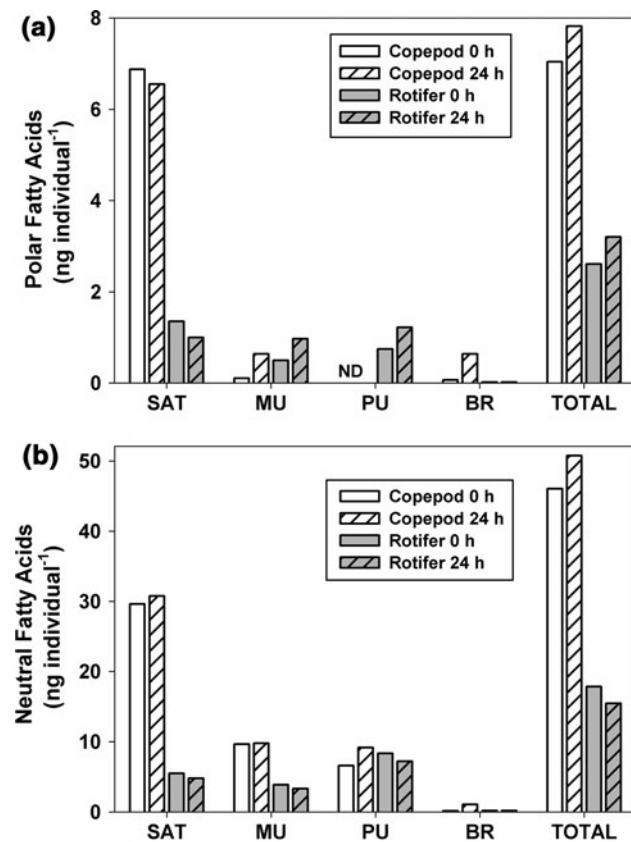 (a)
8
6
4
2
0
Polar Fatty Acids
(ng individual-1)
Copepod 0 h
Copepod 24 h
Rotifer 0 h
Rotifer 24 h
ND
SAT MU PU BR TOTAL
(b)
50
40
30
20
10
0
Neutral Fatty Acids
(ng individual-1)
Copepod 0 h
Copepod 24 h
Rotifer 0 h
Rotifer 24 h
SAT MU PU BR TOTAL